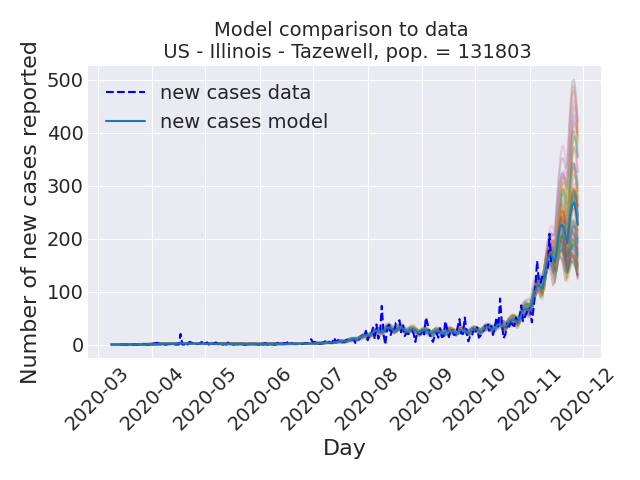 Model comparison to data
US - Illinois - Tazewell, pop. = 131803
Number of new cases reported
500
400
300
200
100
0
new cases data
new cases model
2020-03
2020-04
2020-05
2020-06
2020-07
2020-08
2020-09
2020-10
2020-11
2020-12
Day